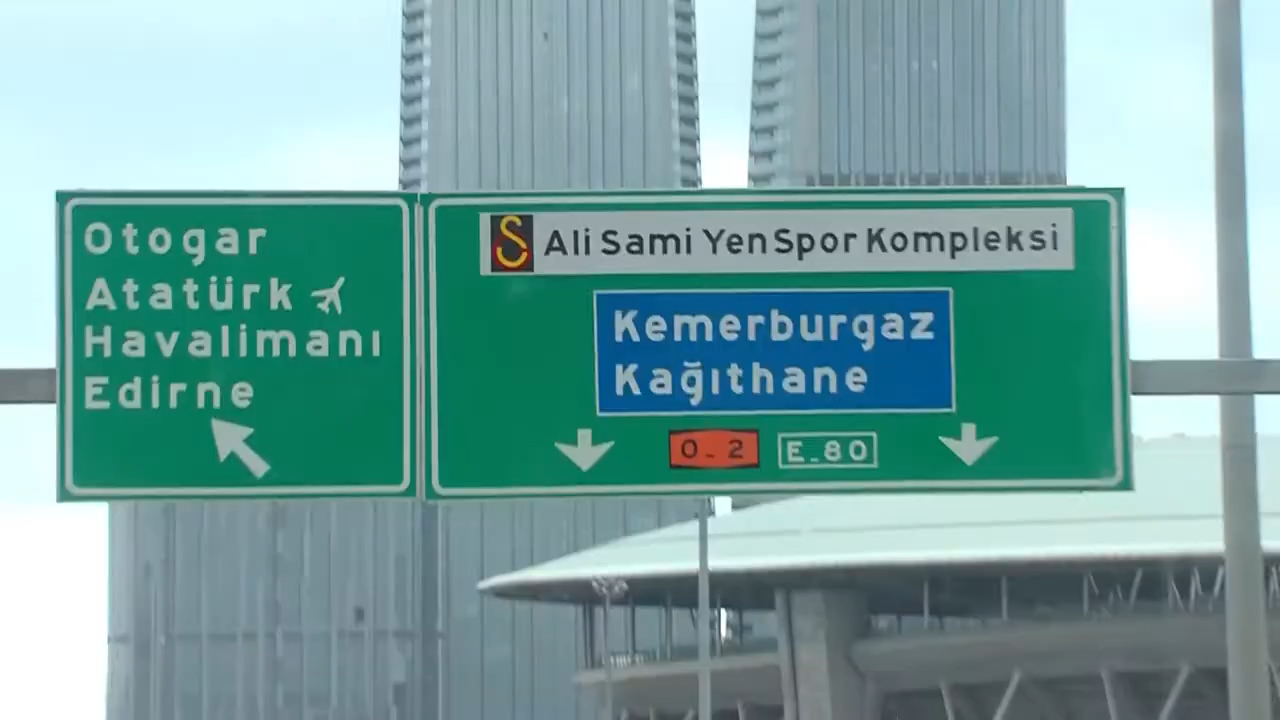 Otogar
Atatürk
Havalimanı
Edirne
Ali Sami Yen Spor Kompleksi
Kemerburgaz
Kağıthane
O-2 E-80